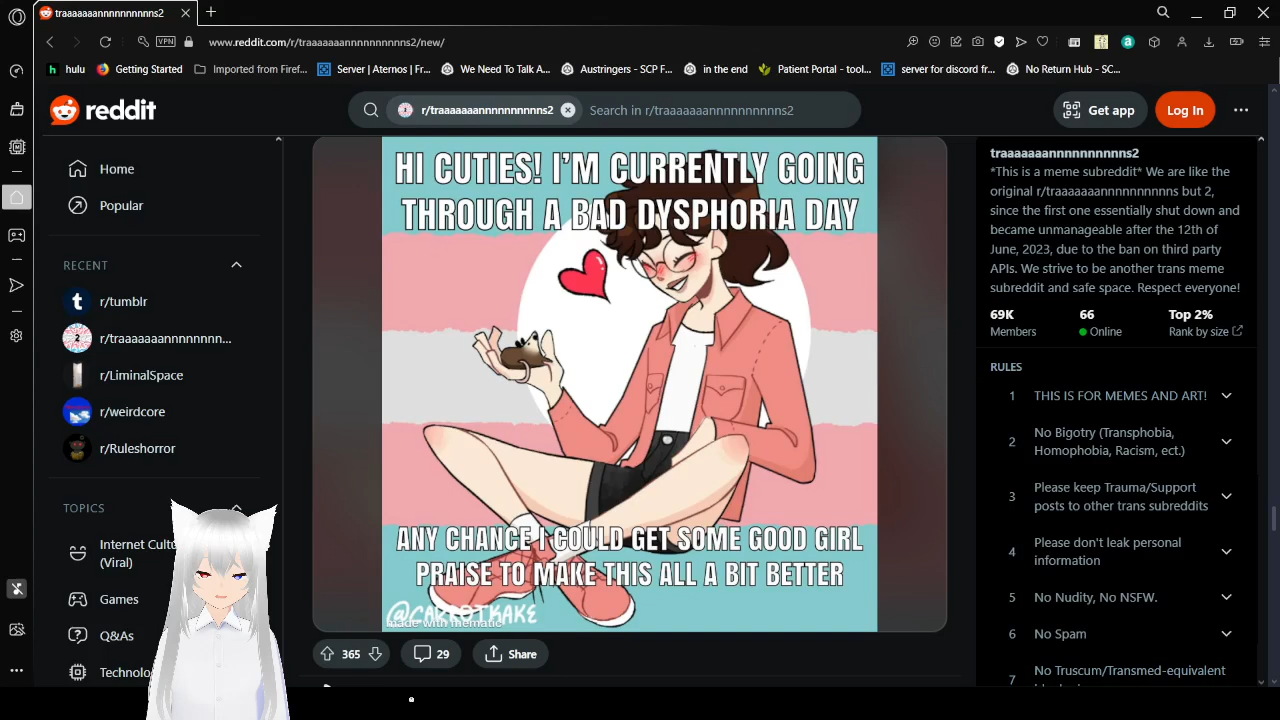 traaaaaaannnnnnnnnns2
VPN
www.reddit.com/r/traaaaaaannnnnnnnnns2/new/
hulu
Getting Started
Imported from Firef...
Server | Aternos | Fr...
We Need To Talk A...
Austringers - SCP F...
in the end
Patient Portal - tool...
server for discord fr...
No Return Hub - SC...
reddit
r/traaaaaaannnnnnnnnns2
Search in r/traaaaaaannnnnnnnnns2
Get app
Log In
Home
Popular
RECENT
r/tumblr
r/traaaaaaannnnnnn...
r/LiminalSpace
r/weirdcore
r/Ruleshorror
TOPICS
Internet Cult
(Viral)
Games
Q&As
Technolo
HI CUTIES! I'M CURRENTLY GOING
THROUGH A BAD DYSPHORIA DAY
ANY CHANCE I COULD GET SOME GOOD GIRL
PRAISE TO MAKE THIS ALL A BIT BETTER
@CARROTKAKE
made with mematic
365
29
Share
traaaaaaannnnnnnnnns2
*This is a meme subreddit* We are like the
original r/traaaaaaannnnnnnnnns but 2,
since the first one essentially shut down and
became unmanageable after the 12th of
June, 2023, due to the ban on third party
APIs. We strive to be another trans meme
subreddit and safe space. Respect everyone!
69K
Members
66
Online
Top 2%
Rank by size
RULES
1 THIS IS FOR MEMES AND ART!
2 No Bigotry (Transphobia,
Homophobia, Racism, ect.)
3 Please keep Trauma/Support
posts to other trans subreddits
4 Please don't leak personal
information
5 No Nudity, No NSFW.
6 No Spam
7 No Truscum/Transmed-equivalent